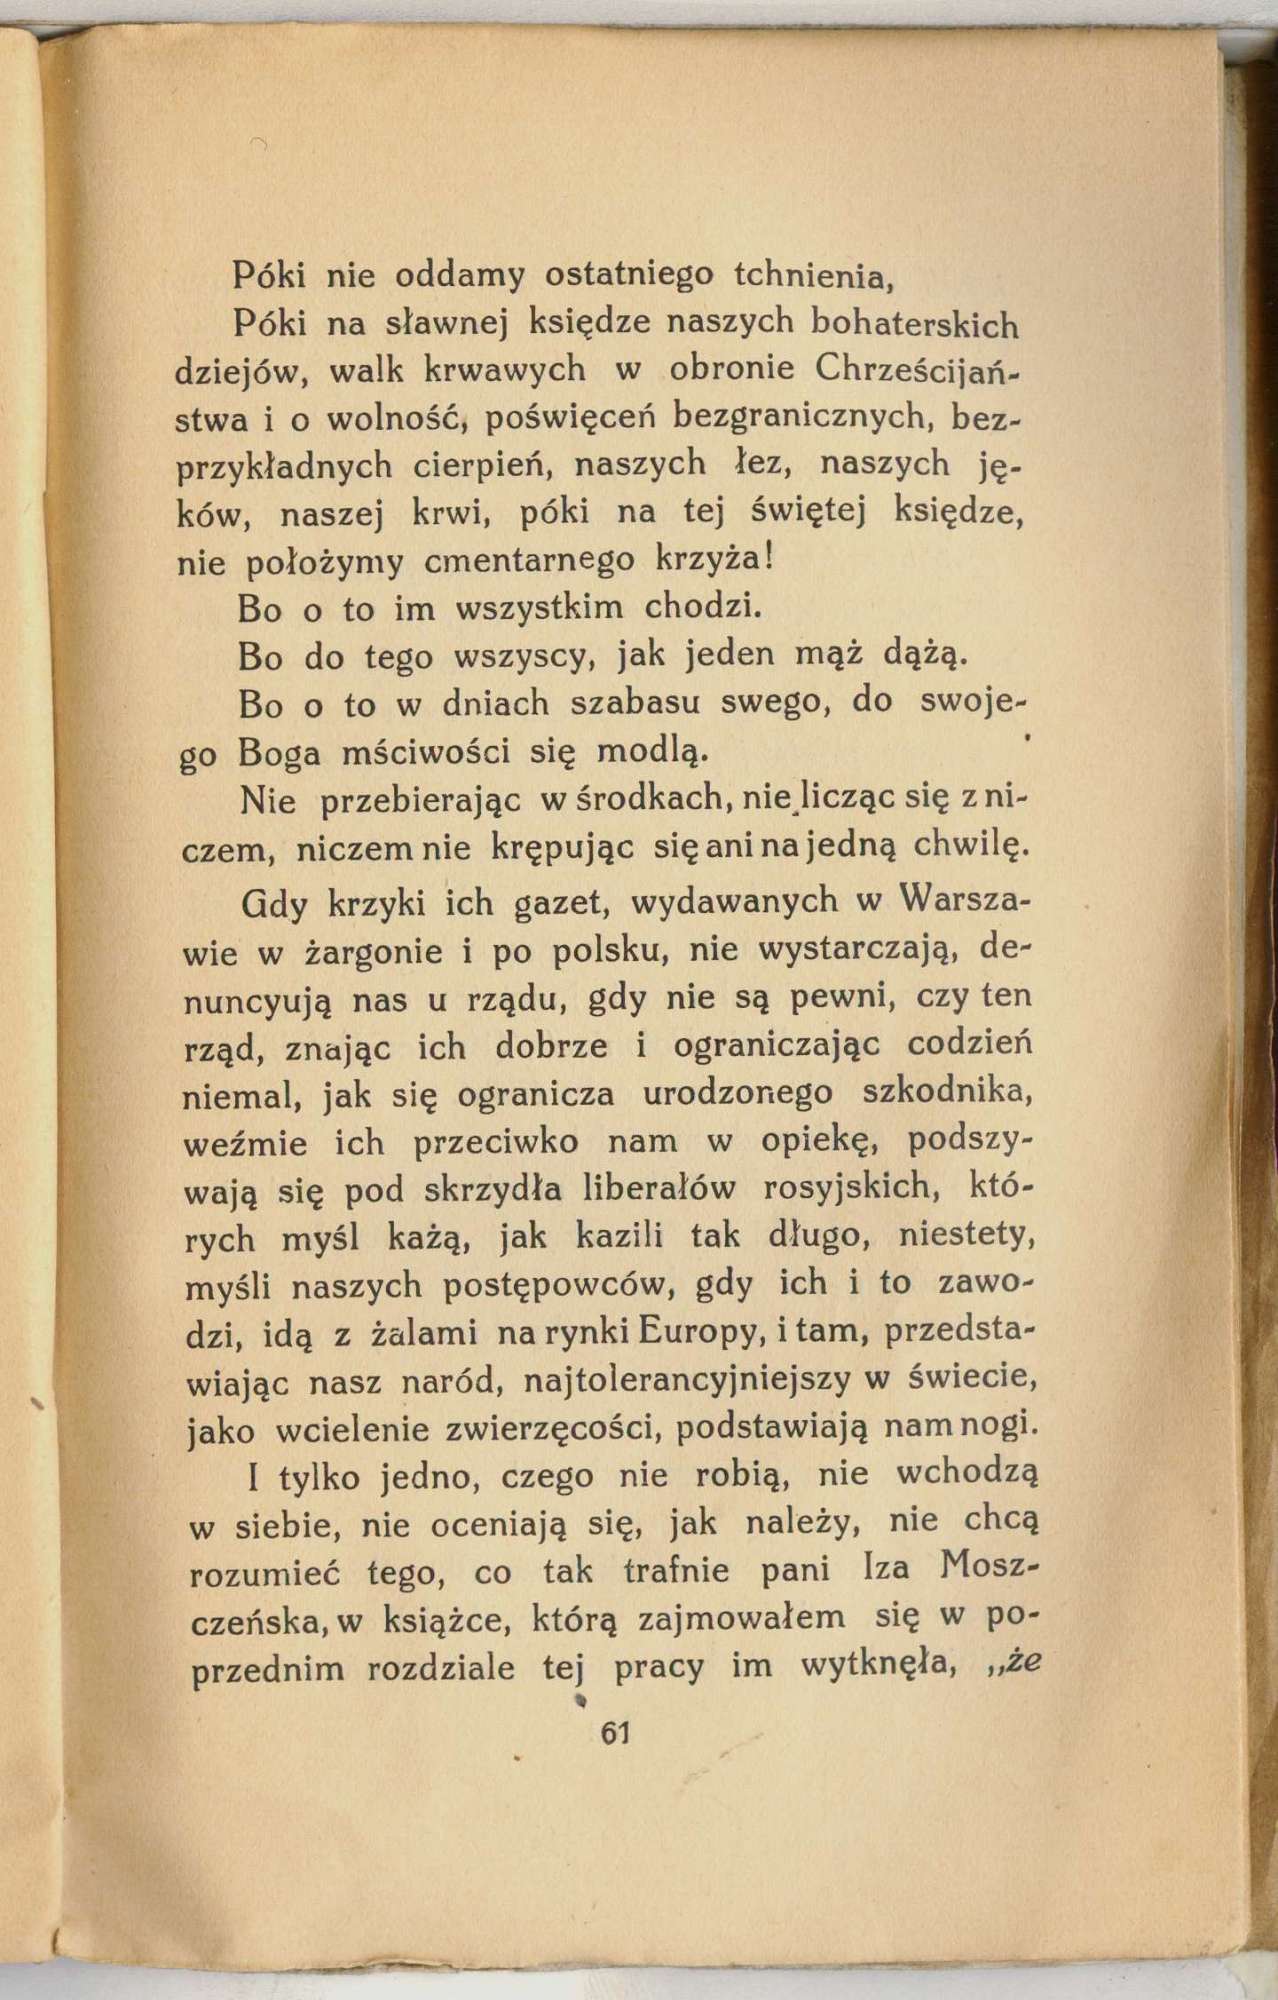 Póki nie oddamy ostatniego tchnienia,
Póki na sławnej księdze naszych bohaterskich
dziejów, walk krwawych w obronie Chrześcijań-
stwa i o wolność, poświęceń bezgranicznych, bez-
przykładnych cierpień, naszych łez, naszych ję-
ków, naszej krwi, póki na tej świętej księdze,
nie położymy cmentarnego krzyża!
Bo o to im wszystkim chodzi.
Bo do tego wszyscy, jak jeden mąż dążą.
Bo o to w dniach szabasu swego, do swoje-
go Boga mściwości się modlą.
Nie przebierając w środkach, nie licząc się z ni-
czem, niczem nie krępując się ani na jedną chwilę.
Gdy krzyki ich gazet, wydawanych w Warsza-
wie w żargonie i po polsku, nie wystarczają, de-
nuncyują nas u rządu, gdy nie są pewni, czy ten
rząd, znając ich dobrze i ograniczając codzień
niemal, jak się ogranicza urodzonego szkodnika,
weźmie ich przeciwko nam w opiekę, podszy-
wają się pod skrzydła liberałów rosyjskich, któ-
rych myśl każą, jak kazili tak długo, niestety,
myśli naszych postępowców, gdy ich i to zawo-
dzi, idą z żalami na rynki Europy, i tam, przedsta-
wiając nasz naród, najtolerancyjniejszy w świecie,
jako wcielenie zwierzęcości, podstawiają nam nogi.
I tylko jedno, czego nie robią, nie wchodzą
w siebie, nie oceniają się, jak należy, nie chcą
rozumieć tego, co tak trafnie pani Iza Mosz-
czeńska, w książce, którą zajmowałem się w po-
przednim rozdziale tej pracy im wytknęła, „że
61